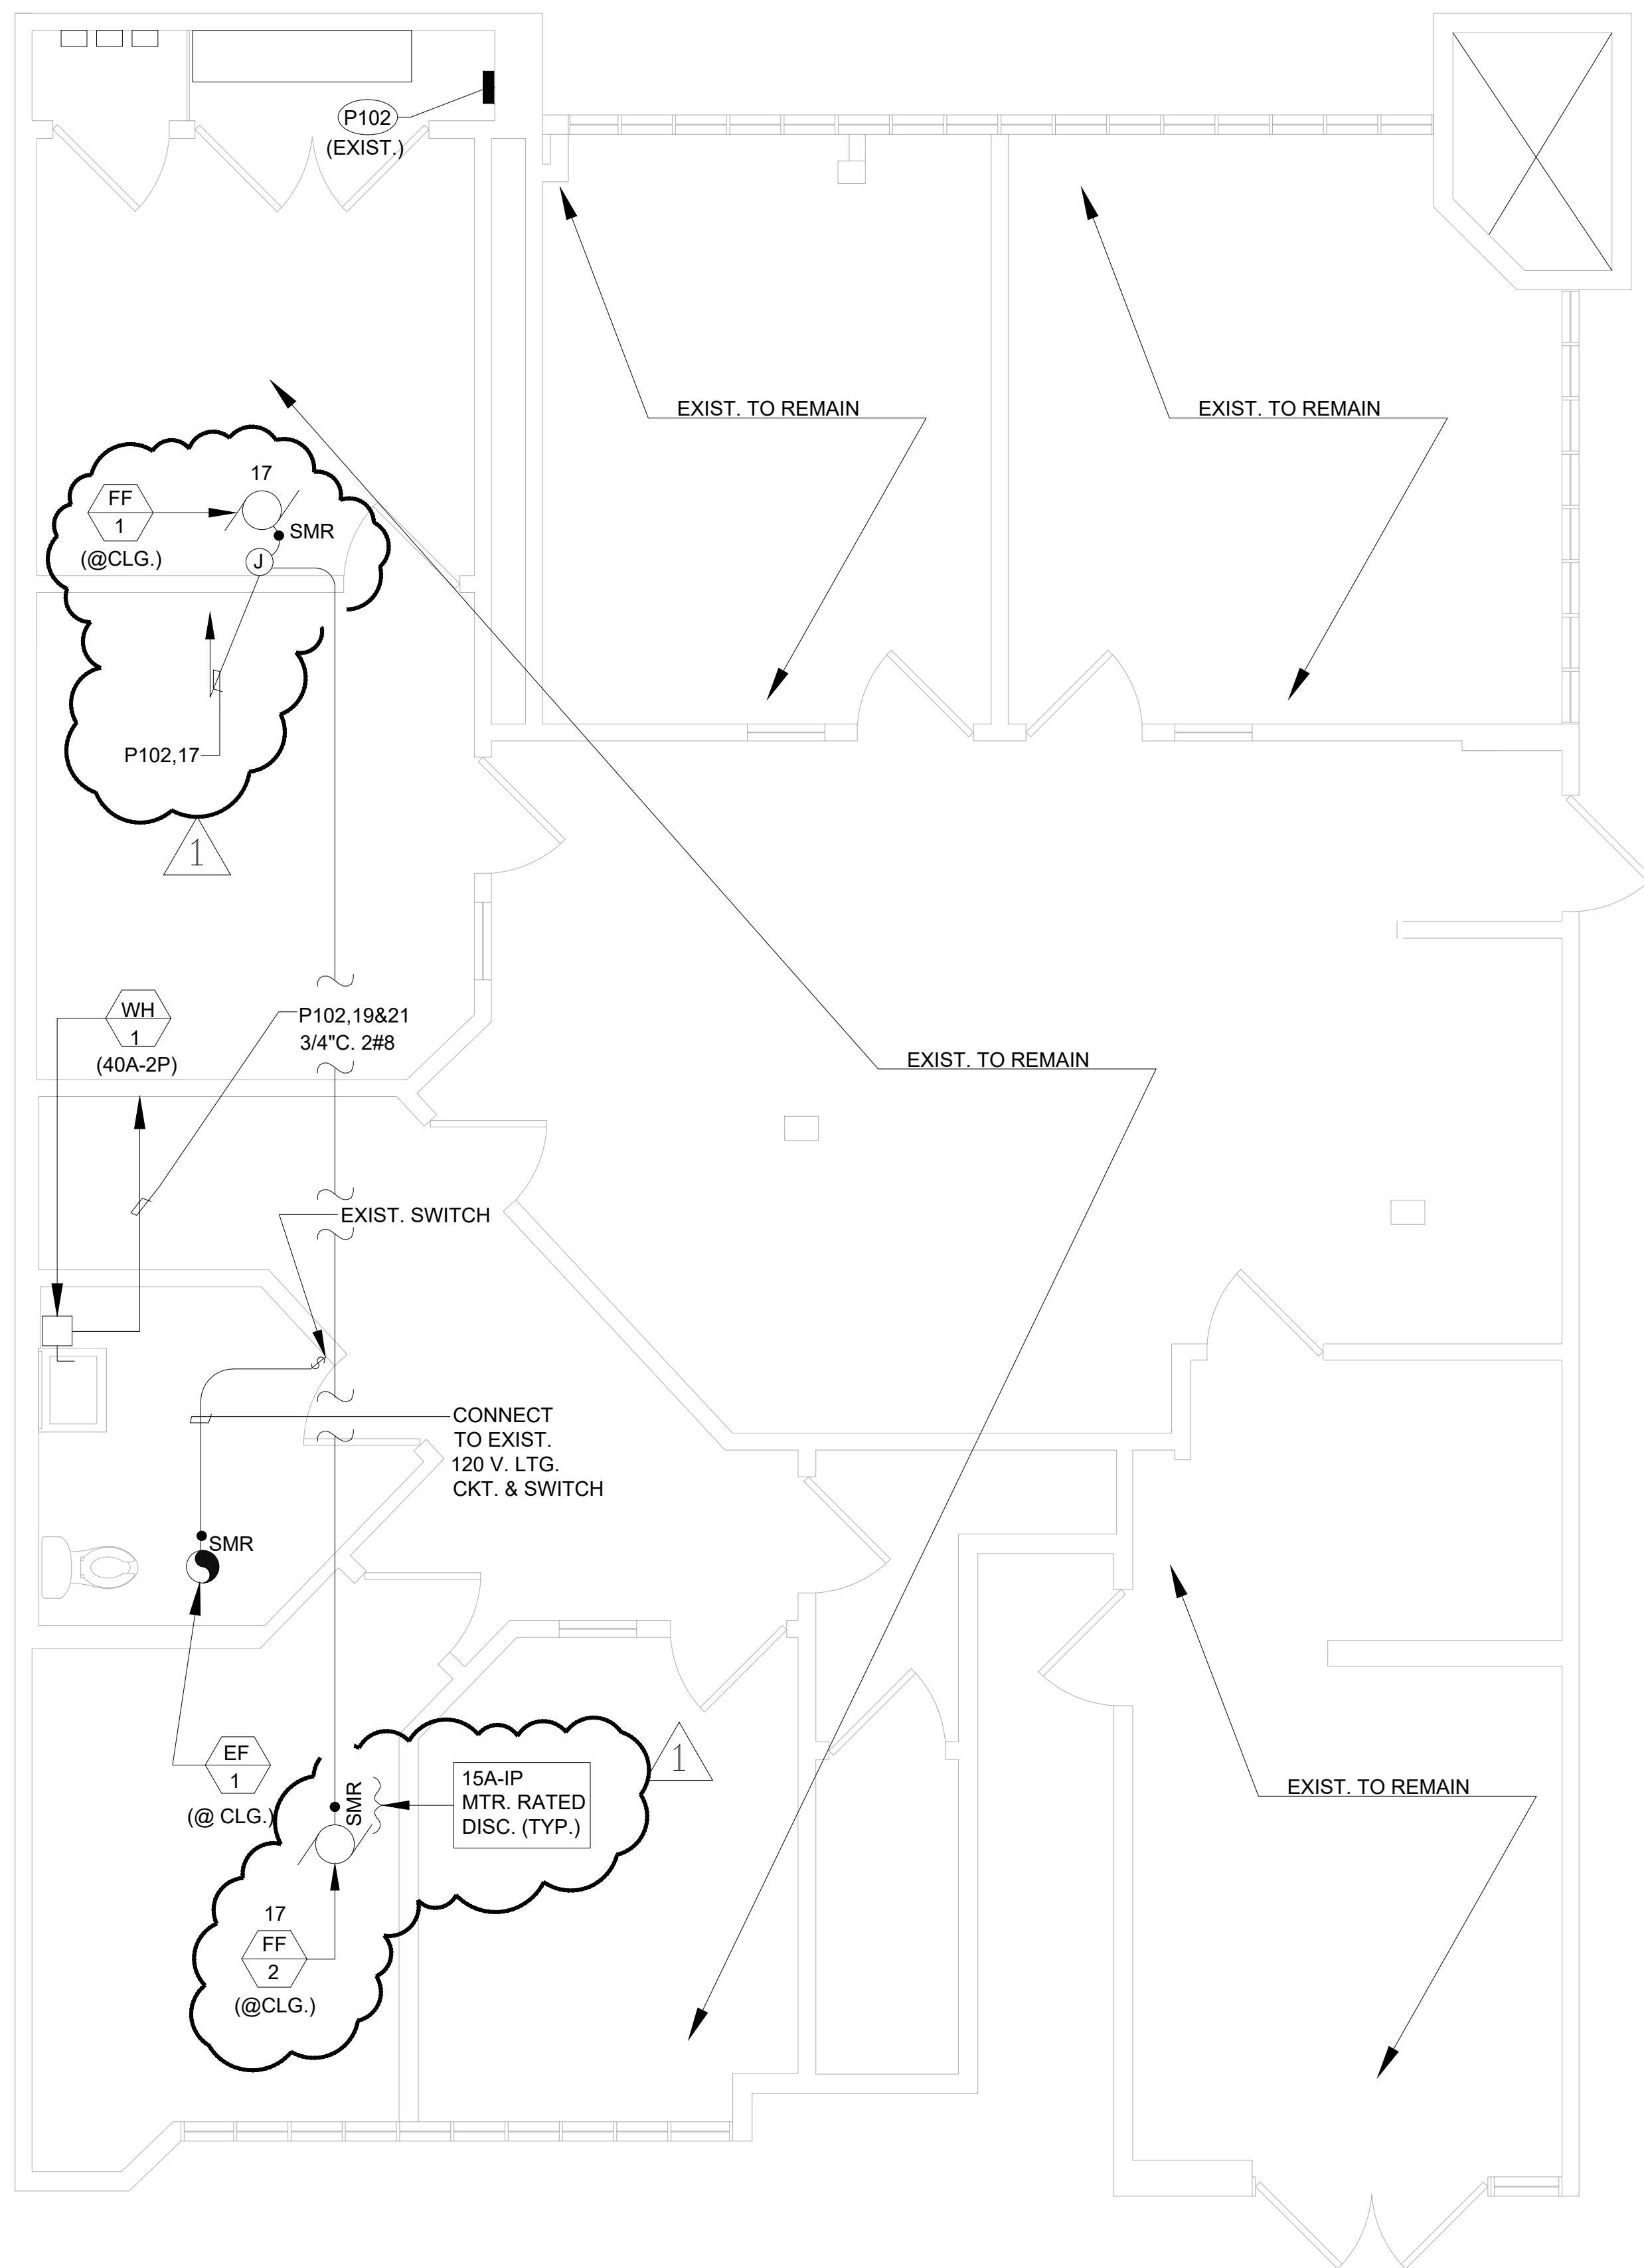 P102
(EXIST.)
EXIST. TO REMAIN
EXIST. TO REMAIN
17
FF
1
(@CLG.)
SMR
J
P102,17
1
WH
1
(40A-2P)
P102,19&21
3/4"C. 2#8
EXIST. TO REMAIN
EXIST. SWITCH
CONNECT
TO EXIST.
120 V. LTG.
CKT. & SWITCH
SMR
EF
1
(@ CLG.)
SMR
15A-IP
MTR. RATED
DISC. (TYP.)
1
EXIST. TO REMAIN
17
FF
2
(@CLG.)